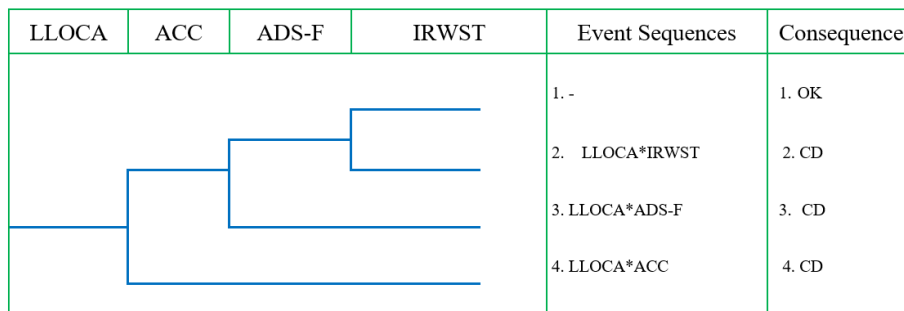 LLOCA ACC ADS-F IRWST Event Sequences Consequence
1. - 1. OK
2. LLOCA*IRWST 2. CD
3. LLOCA*ADS-F 3. CD
4. LLOCA*ACC 4. CD